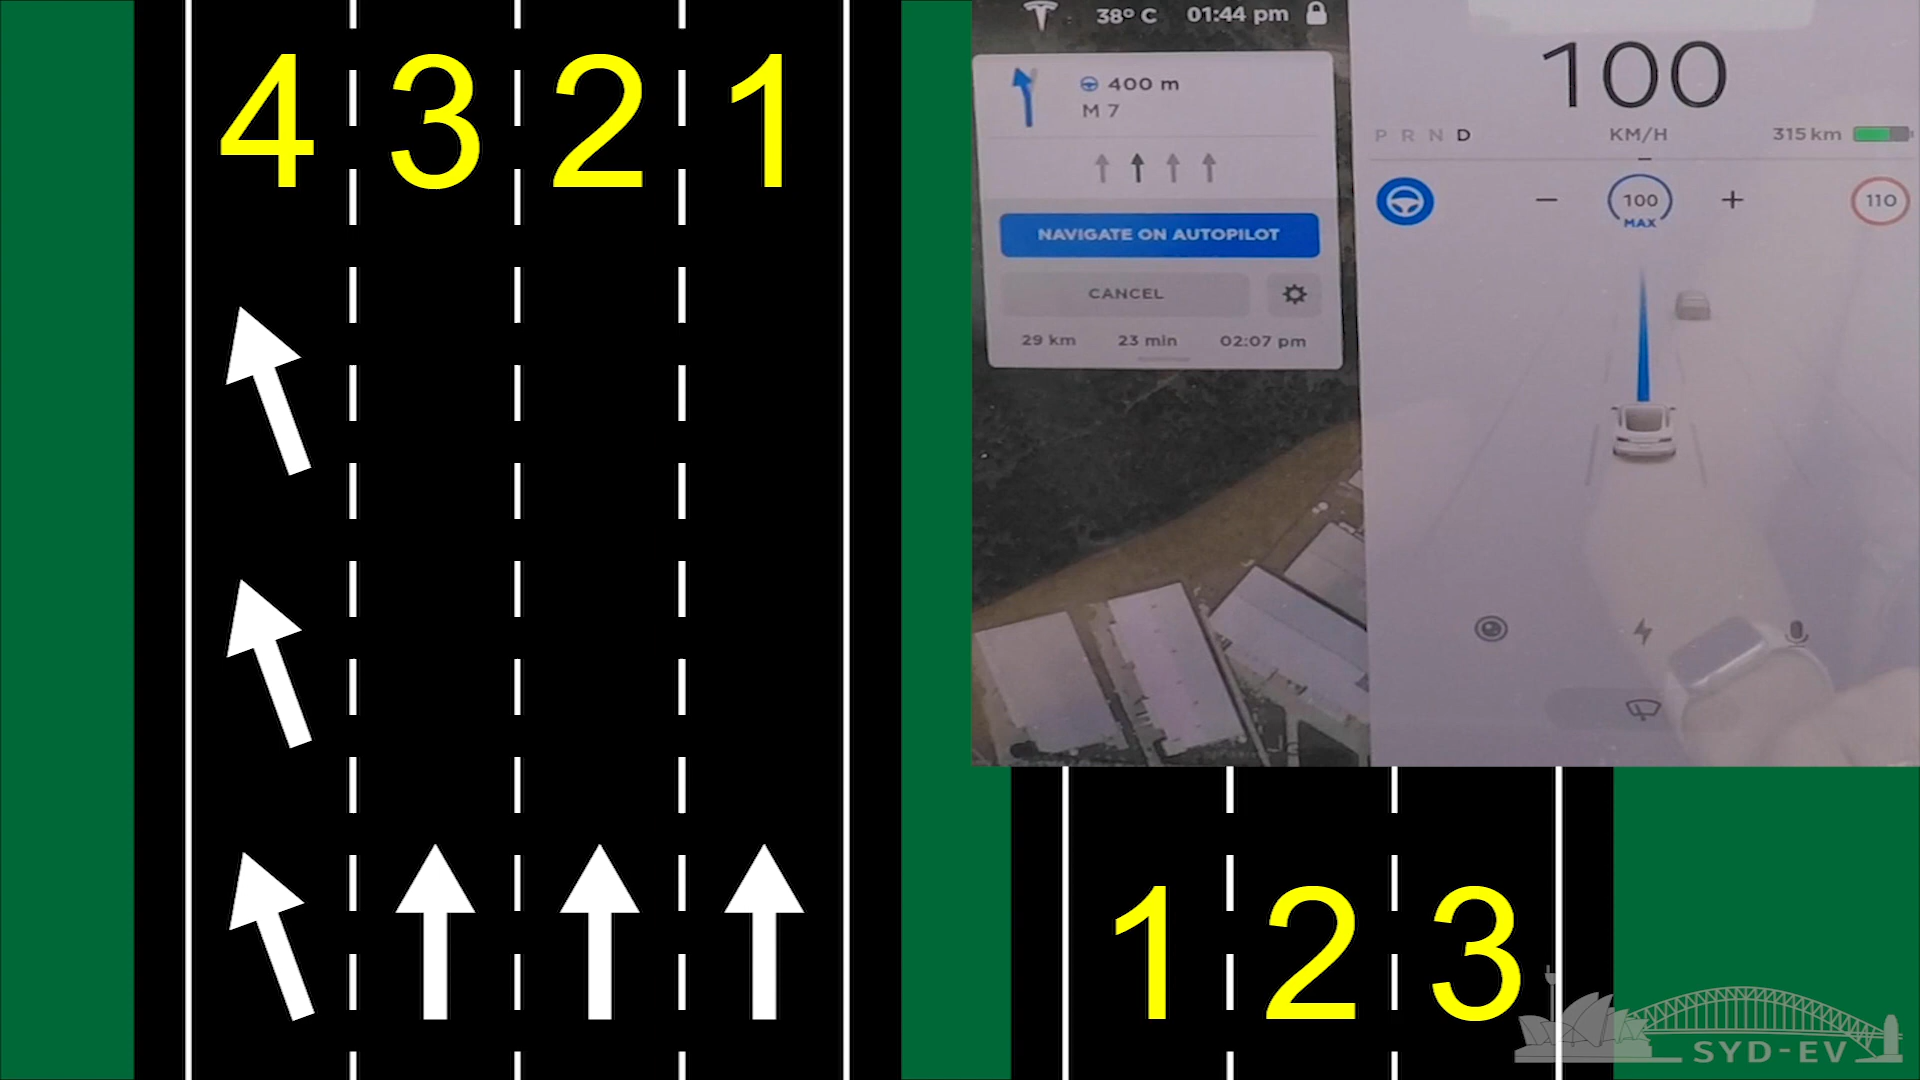 4 3 2 1
38° C 01:44 pm
400 m
M 7
NAVIGATE ON AUTOPILOT
CANCEL
29 km 23 min 02:07 pm
100
P R N D KM/H 315 km
100 110
MAX
1 2 3
SYD-EV